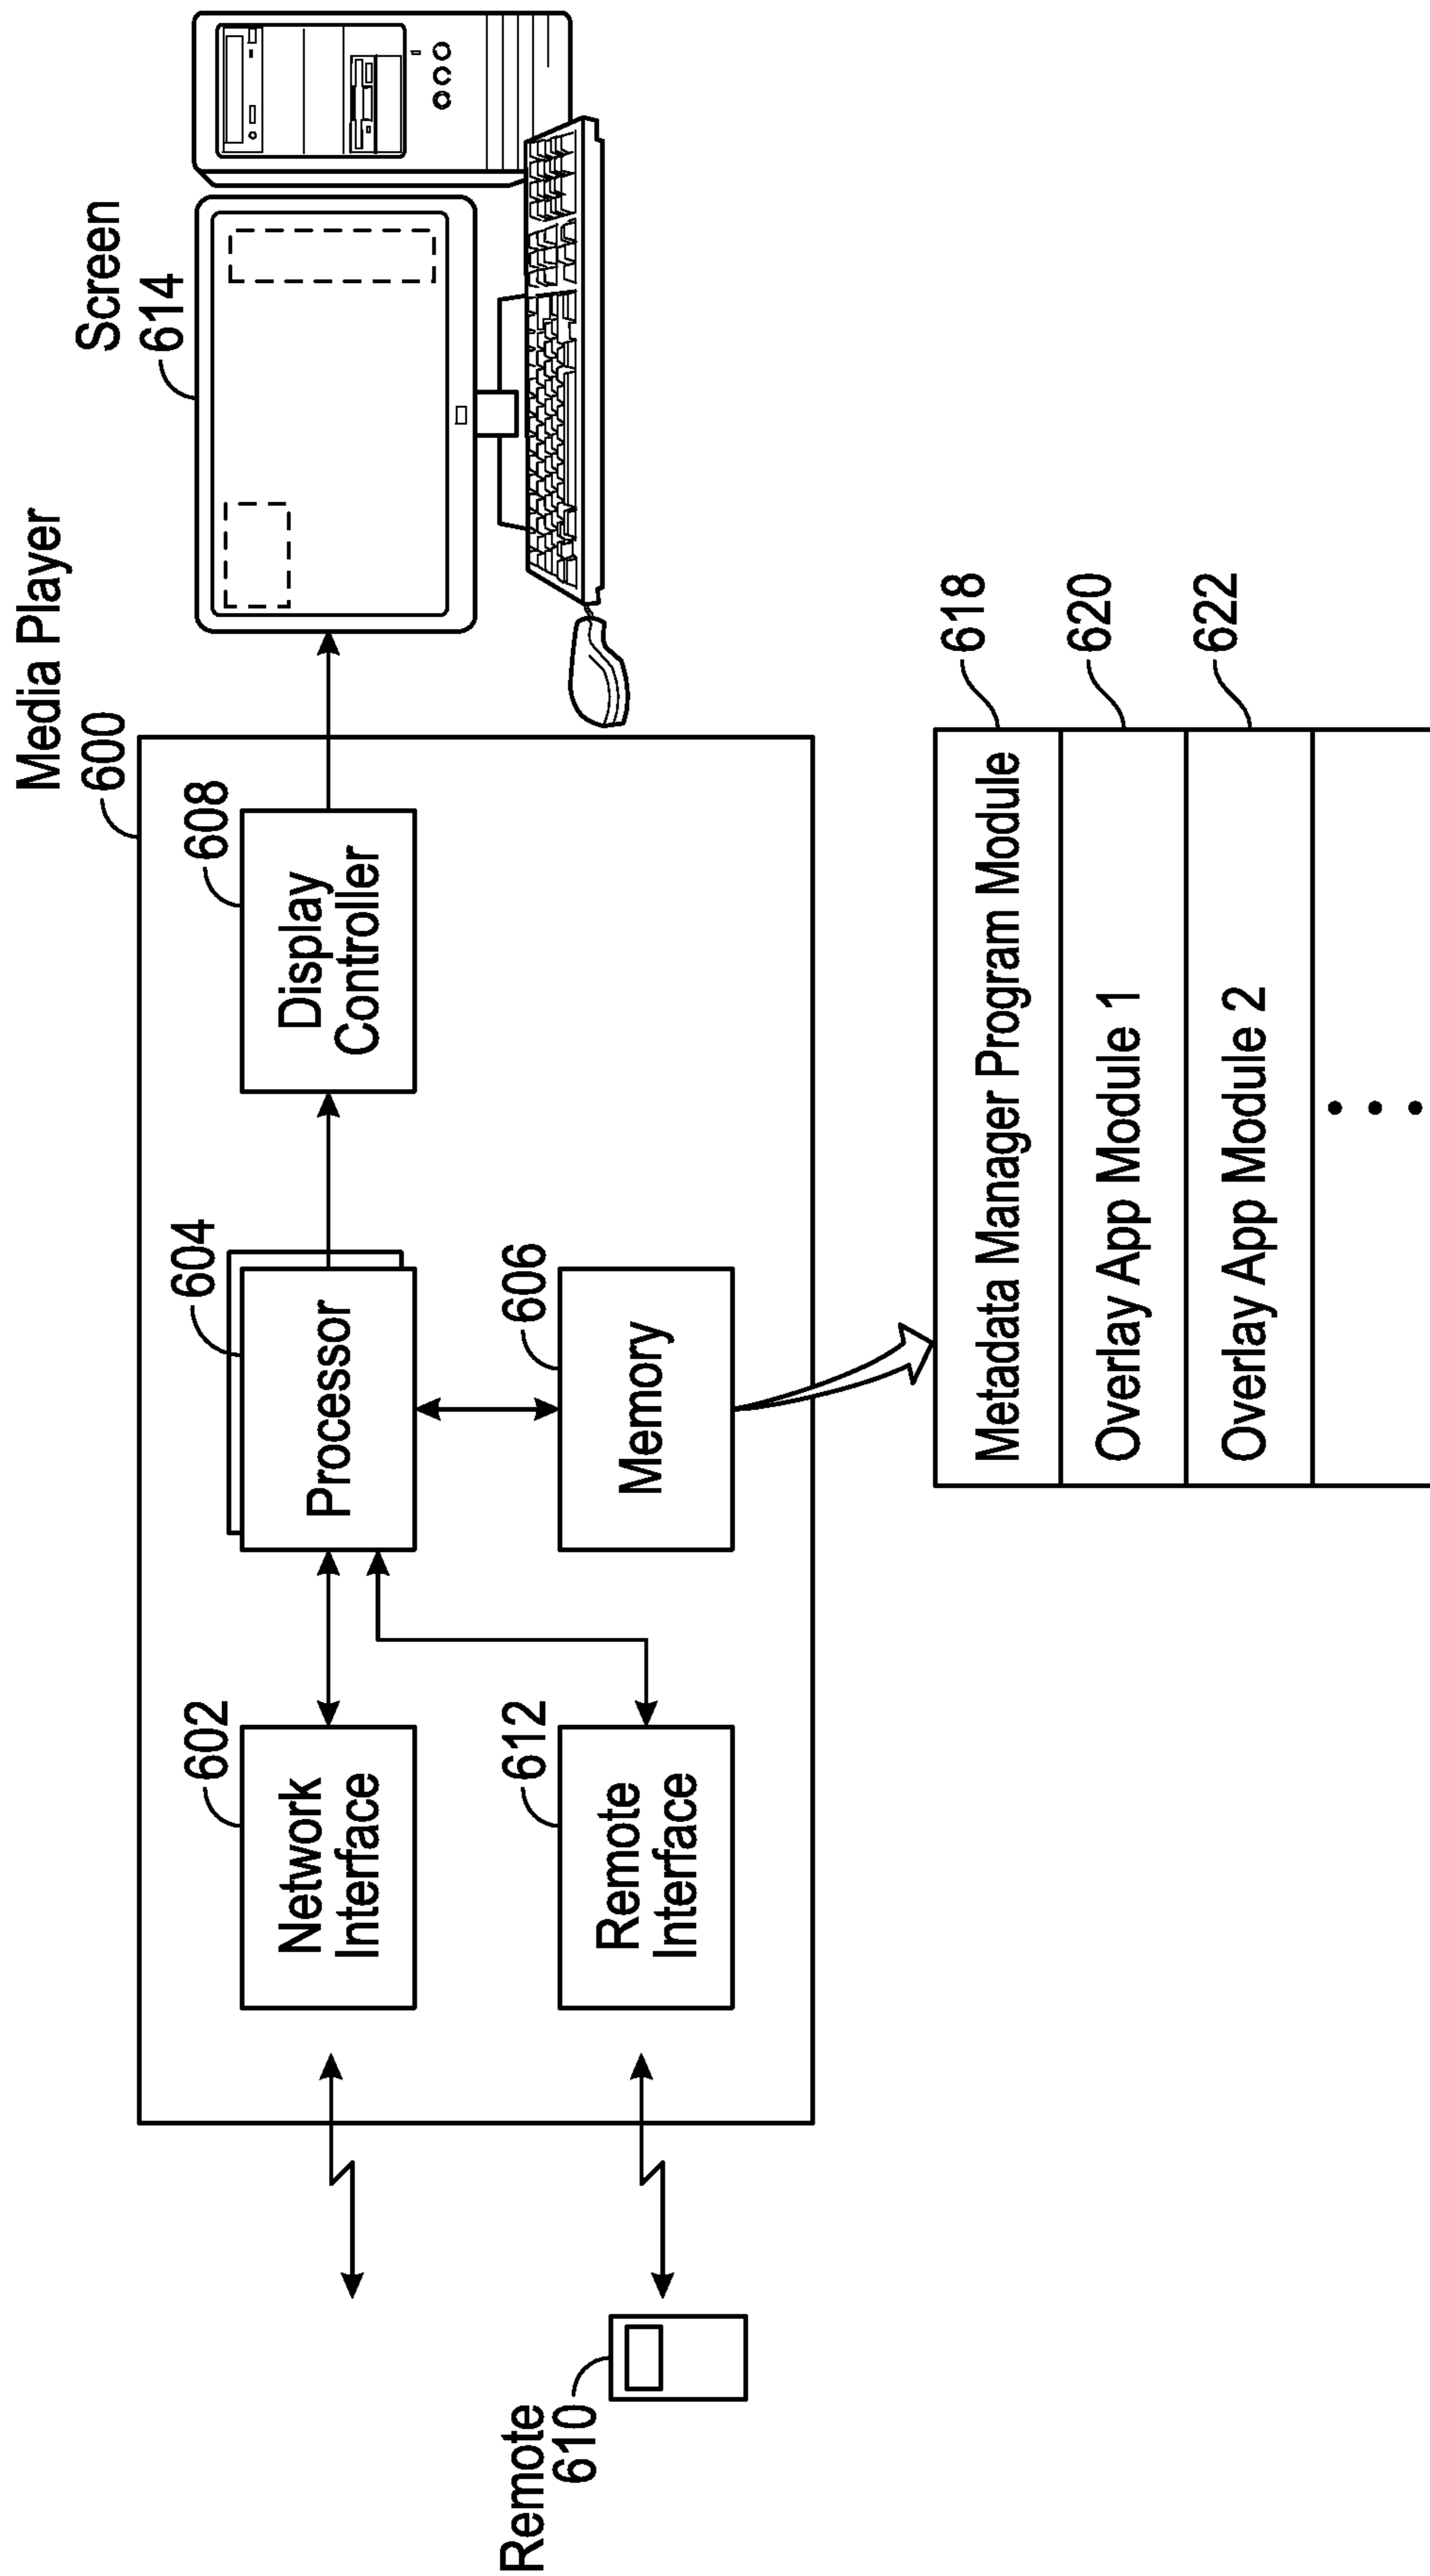 Media Player
600
Screen
614
602
Network
Interface
604
Processor
608
Display
Controller
Remote
610
612
Remote
Interface
606
Memory
Metadata Manager Program Module
618
Overlay App Module 1
620
Overlay App Module 2
622